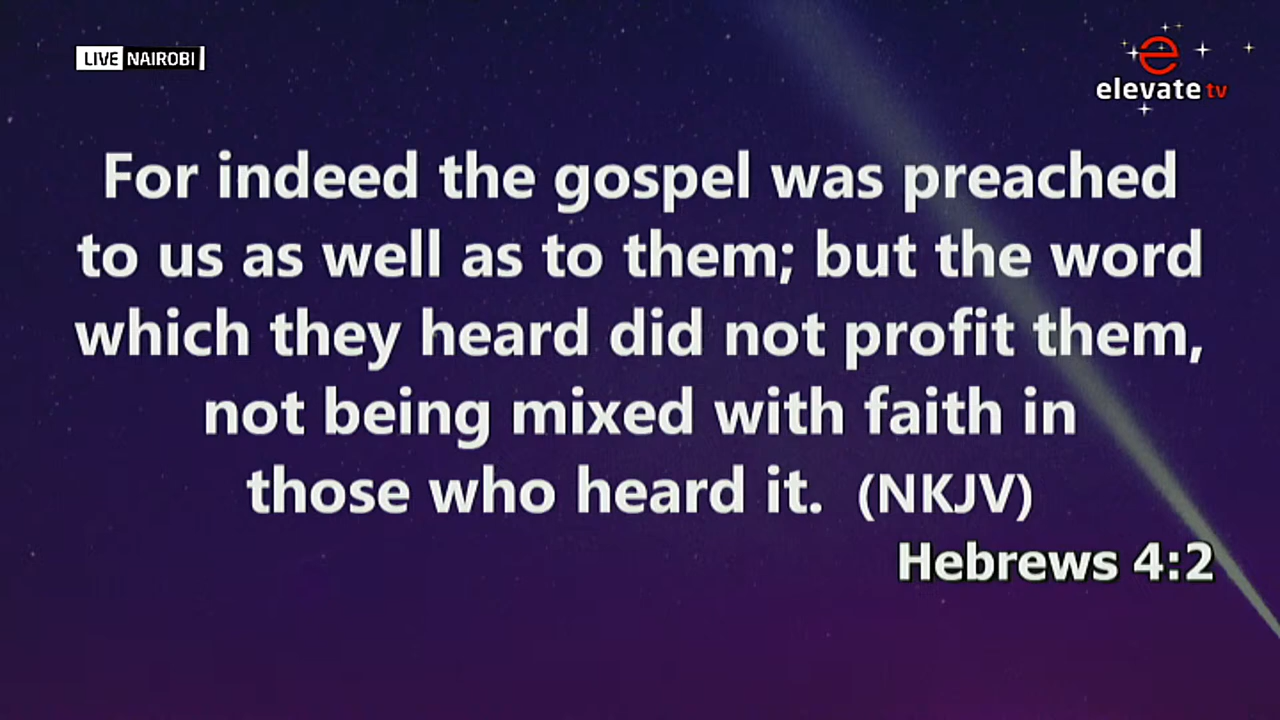 LIVE NAIROBI
elevate tv
For indeed the gospel was preached
to us as well as to them; but the word
which they heard did not profit them,
not being mixed with faith in
those who heard it. (NKJV)
Hebrews 4:2